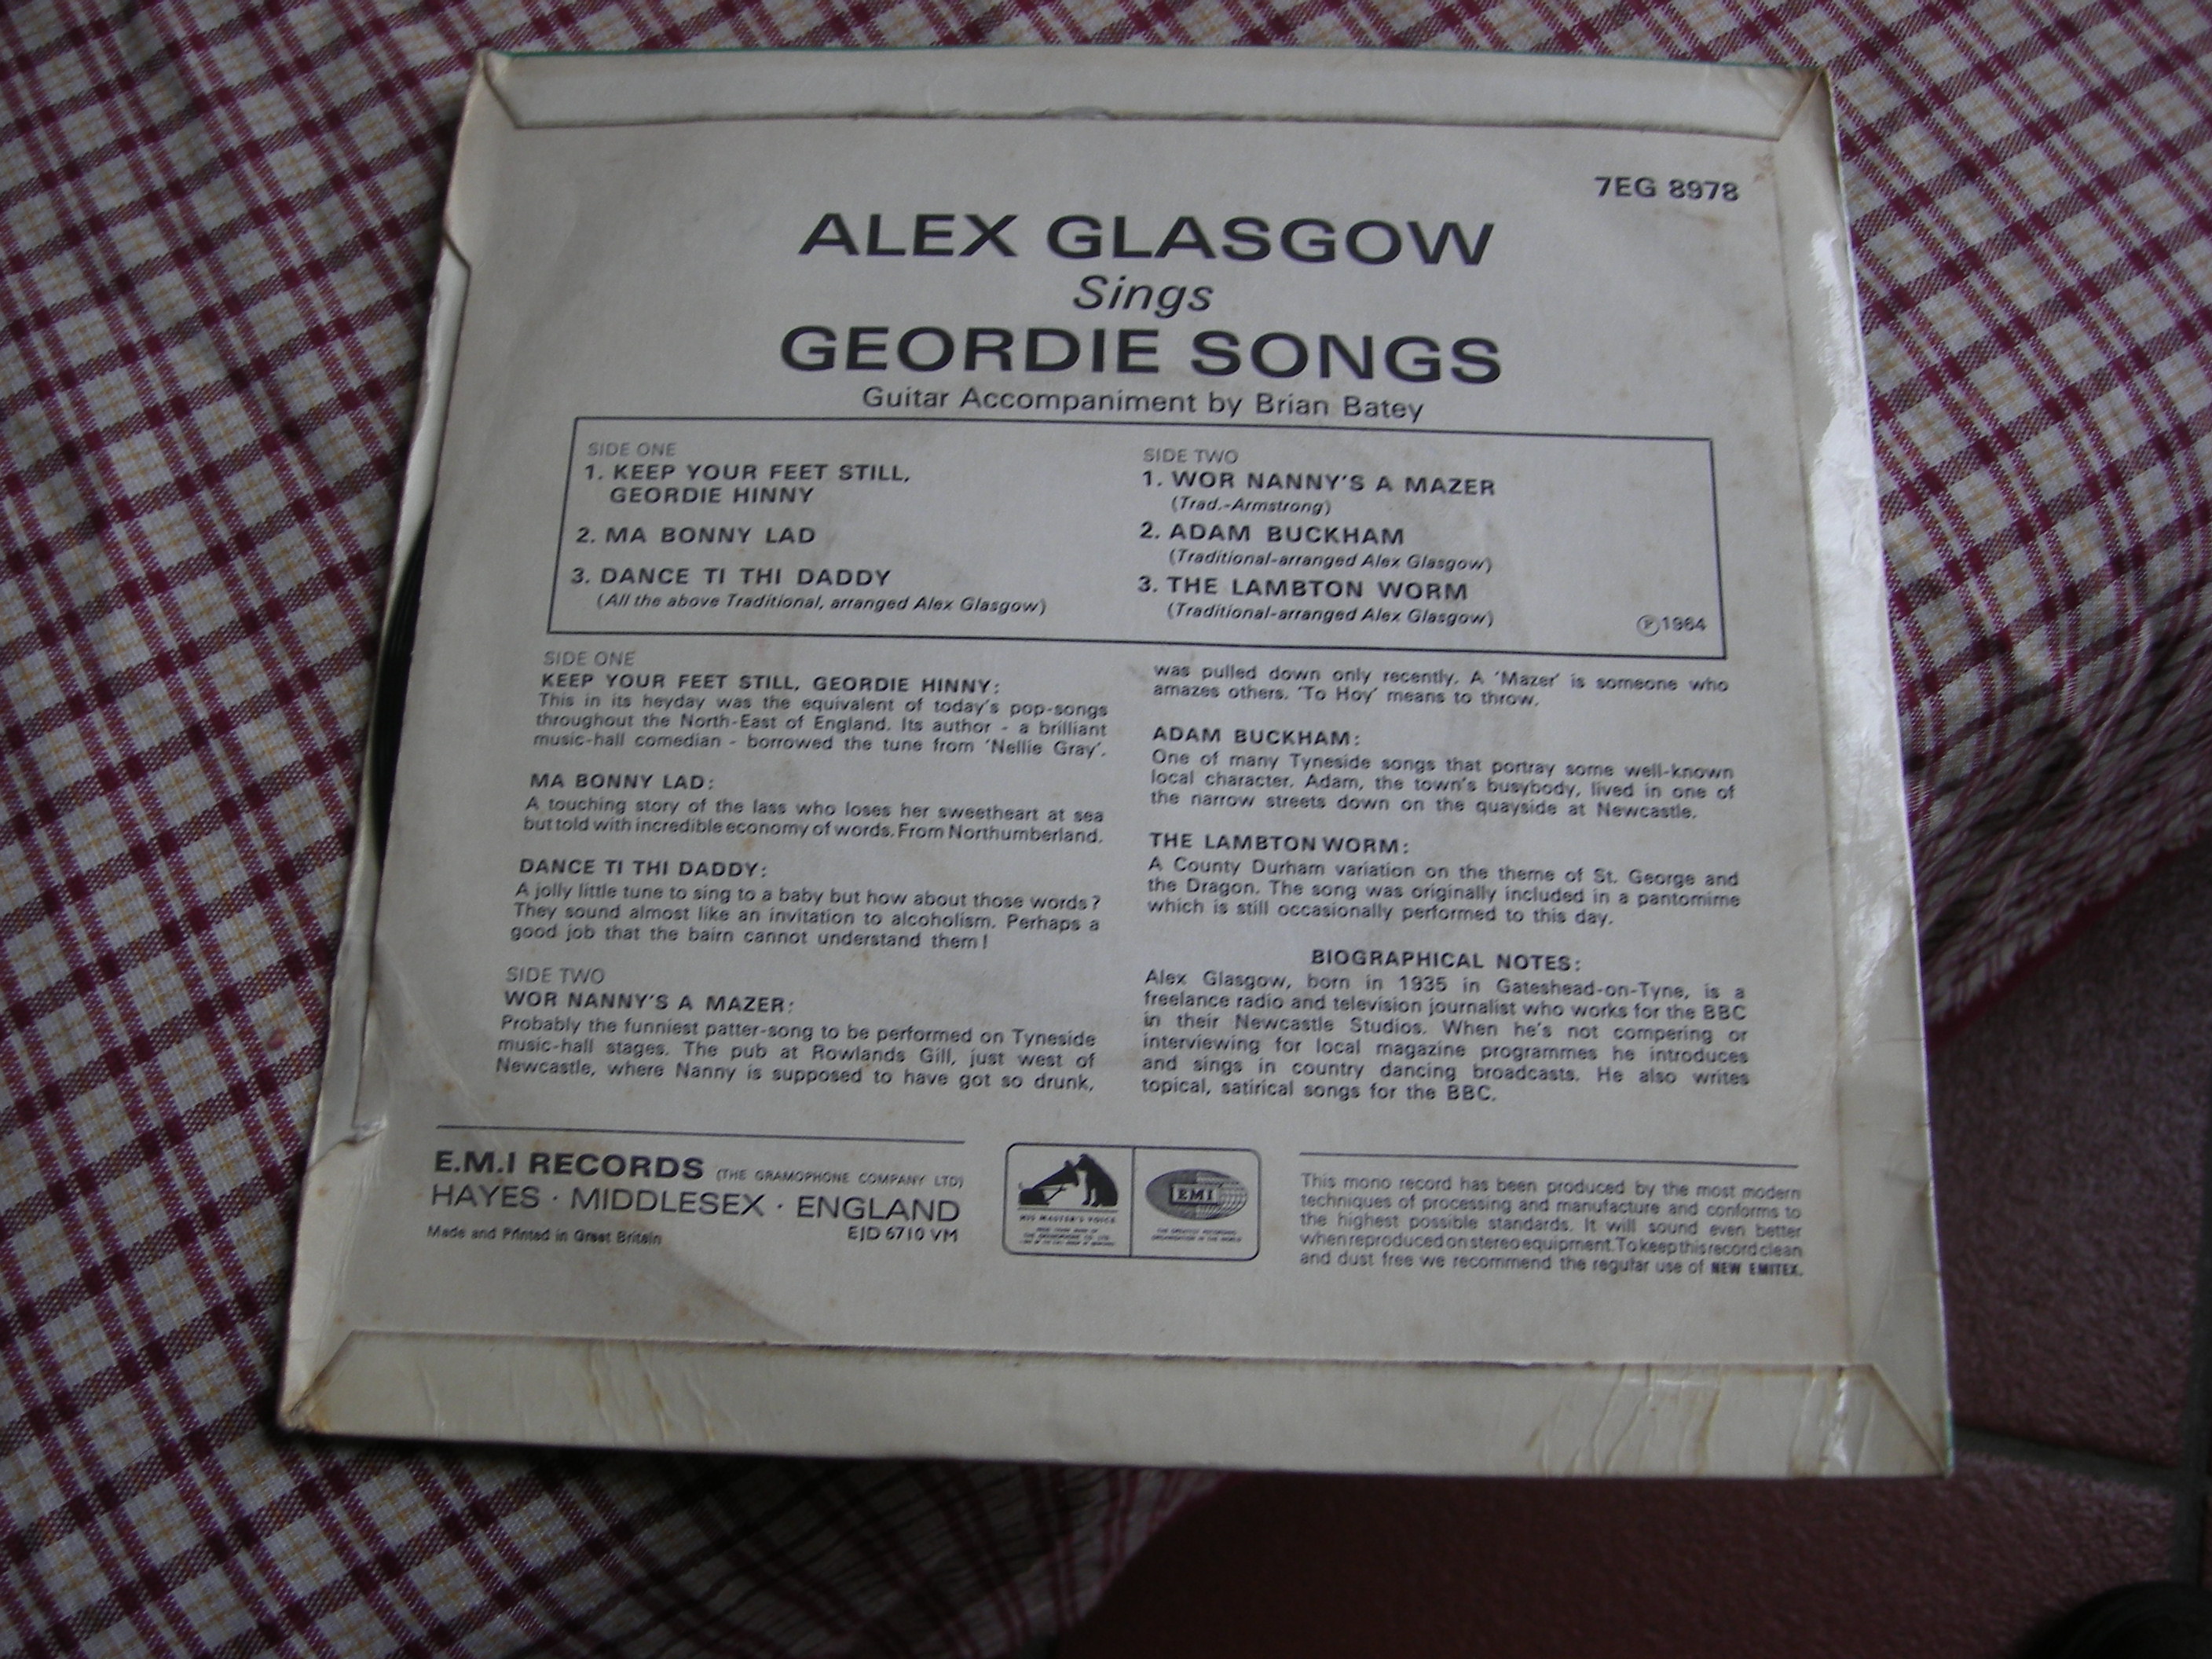 7EG 8978
ALEX GLASGOW
Sings
GEORDIE SONGS
Guitar Accompaniment by Brian Batey
SIDE ONE
1. KEEP YOUR FEET STILL,
GEORDIE HINNY
2. MA BONNY LAD
3. DANCE TI THI DADDY
(All the above Traditional, arranged Alex Glasgow)
SIDE TWO
1. WOR NANNY'S A MAZER
(Trad.-Armstrong)
2. ADAM BUCKHAM
(Traditional-arranged Alex Glasgow)
3. THE LAMBTON WORM
(Traditional-arranged Alex Glasgow)
℗1964
SIDE ONE
KEEP YOUR FEET STILL, GEORDIE HINNY:
This in its heyday was the equivalent of today's pop-songs
throughout the North-East of England. Its author - a brilliant
music-hall comedian - borrowed the tune from 'Nellie Gray'.
MA BONNY LAD:
A touching story of the lass who loses her sweetheart at sea
but told with incredible economy of words. From Northumberland.
DANCE TI THI DADDY:
A jolly little tune to sing to a baby but how about those words?
They sound almost like an invitation to alcoholism. Perhaps a
good job that the bairn cannot understand them!
SIDE TWO
WOR NANNY'S A MAZER:
Probably the funniest patter-song to be performed on Tyneside
music-hall stages. The pub at Rowlands Gill, just west of
Newcastle, where Nanny is supposed to have got so drunk,
was pulled down only recently. A 'Mazer' is someone who
amazes others. 'To Hoy' means to throw.
ADAM BUCKHAM:
One of many Tyneside songs that portray some well-known
local character. Adam, the town's busybody, lived in one of
the narrow streets down on the quayside at Newcastle.
THE LAMBTON WORM:
A County Durham variation on the theme of St. George and
the Dragon. The song was originally included in a pantomime
which is still occasionally performed to this day.
BIOGRAPHICAL NOTES:
Alex Glasgow, born in 1935 in Gateshead-on-Tyne, is a
freelance radio and television journalist who works for the BBC
in their Newcastle Studios. When he's not compering or
interviewing for local magazine programmes he introduces
and sings in country dancing broadcasts. He also writes
topical, satirical songs for the BBC.
E.M.I RECORDS (THE GRAMOPHONE COMPANY LTD)
HAYES · MIDDLESEX · ENGLAND
Made and Printed in Great Britain
EJD 6710 VM
HIS MASTER'S VOICE
EMI
THE GREATEST RECORDING
ORGANISATION IN THE WORLD
This mono record has been produced by the most modern
techniques of processing and manufacture and conforms to
the highest possible standards. It will sound even better
when reproduced on stereo equipment. To keep this record clean
and dust free we recommend the regular use of NEW EMITEX.